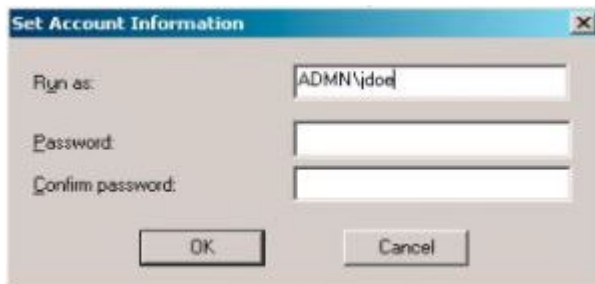 Set Account Information
Run as: ADMN\jdoe
Password:
Confirm password:
OK Cancel